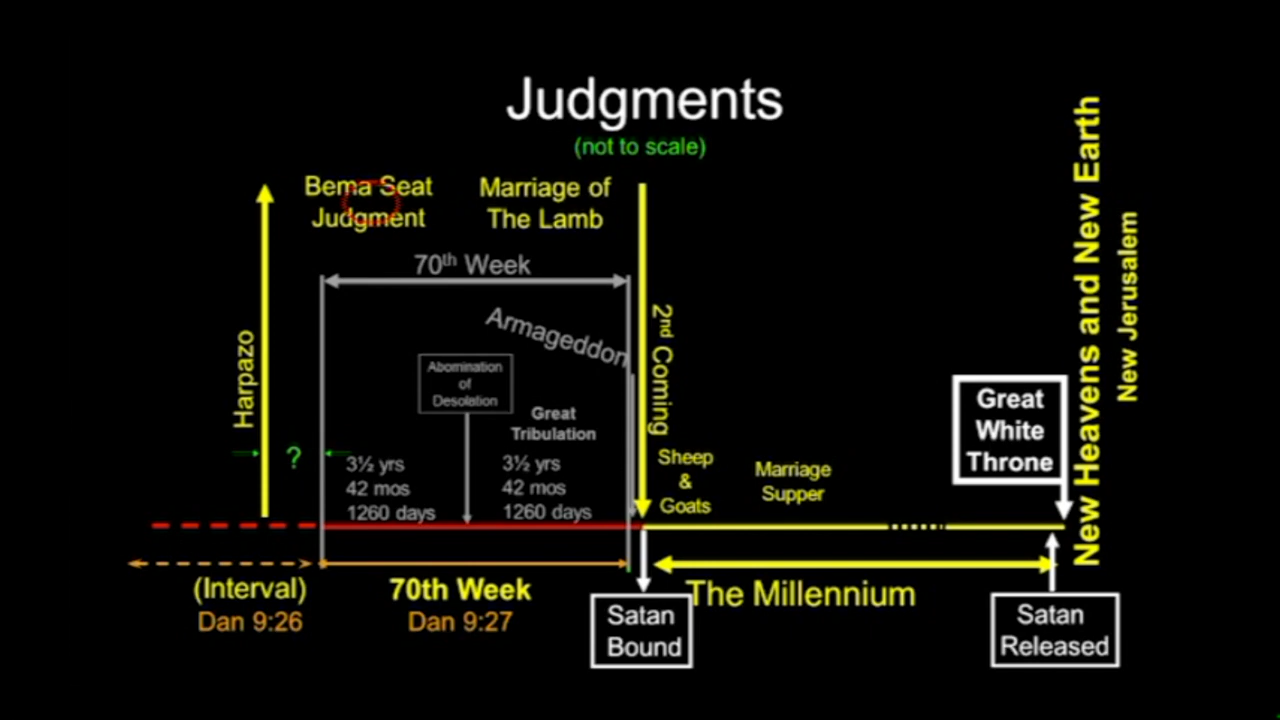 Judgments
(not to scale)
Bema Seat
Judgment
Marriage of
The Lamb
70th Week
Armageddon
Harpazo
2nd Coming
Abomination
of
Desolation
Great
Tribulation
?
3½ yrs
42 mos
1260 days
3½ yrs
42 mos
1260 days
Sheep
&
Goats
Marriage
Supper
Great
White
Throne
New Heavens and New Earth
New Jerusalem
(Interval)
Dan 9:26
70th Week
Dan 9:27
Satan
Bound
The Millennium
Satan
Released